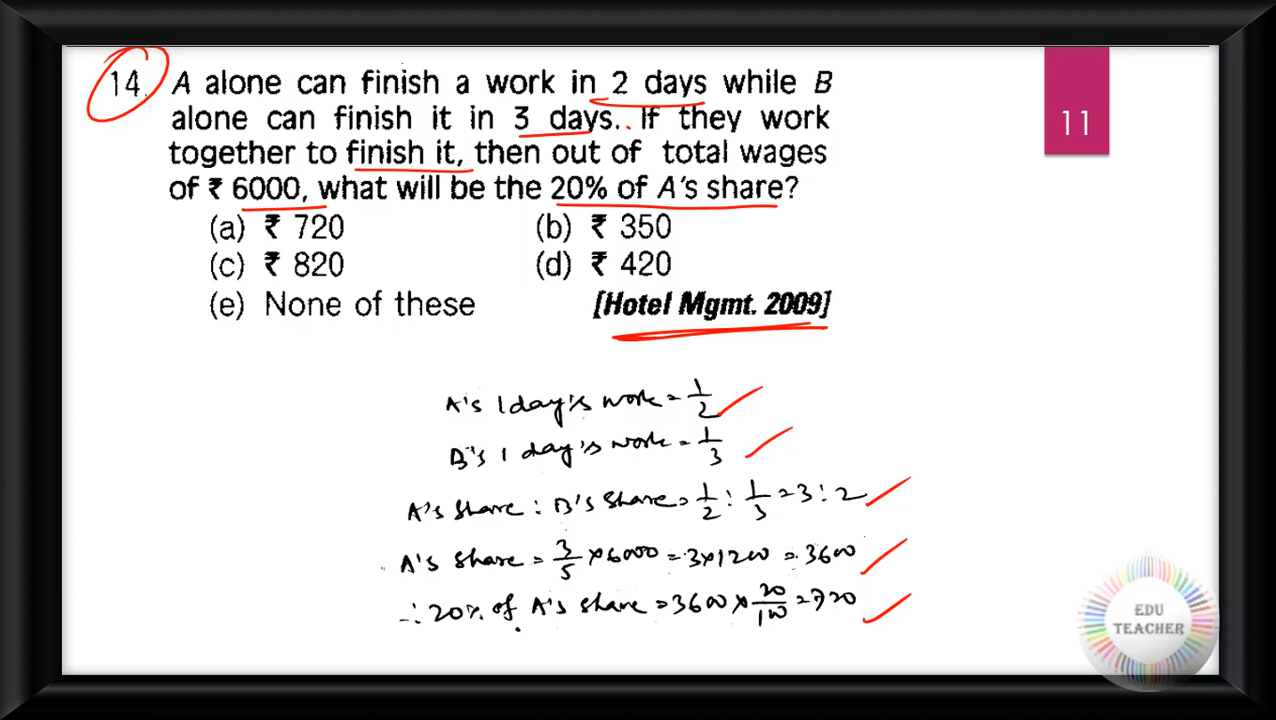 14. A alone can finish a work in 2 days while B
11
alone can finish it in 3 days. If they work
together to finish it, then out of total wages
of ₹ 6000, what will be the 20% of A's share?
(a) ₹ 720 (b) ₹ 350
(c) ₹ 820 (d) ₹ 420
(e) None of these [Hotel Mgmt. 2009]
A's 1 day's work = 1/2
B's 1 day's work = 1/3
A's share : B's share = 1/2 : 1/3 = 3 : 2
A's share = 3/5 × 6000 = 3×1200 = 3600
∴ 20% of A's share = 3600 × 20/100 = 720
EDU
TEACHER